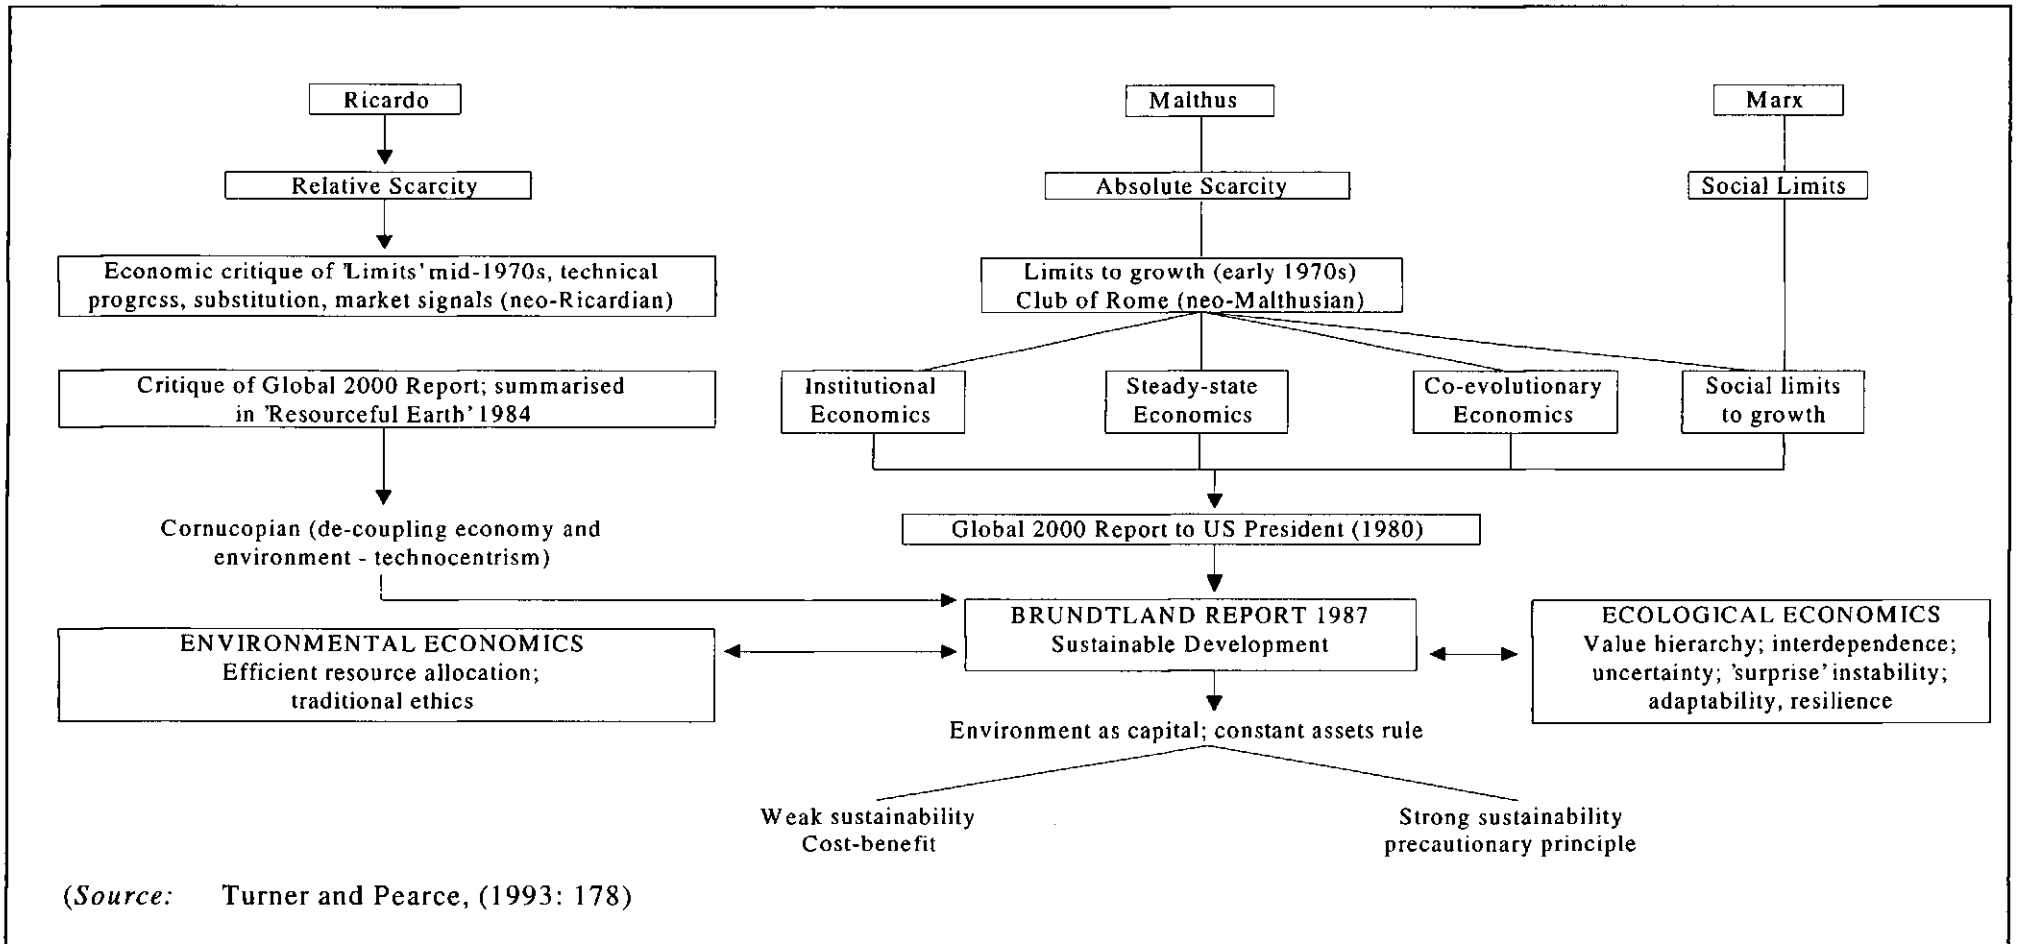 Ricardo
Malthus
Marx
Relative Scarcity
Absolute Scarcity
Social Limits
Economic critique of 'Limits' mid-1970s, technical
progress, substitution, market signals (neo-Ricardian)
Limits to growth (early 1970s)
Club of Rome (neo-Malthusian)
Critique of Global 2000 Report; summarised
in 'Resourceful Earth' 1984
Institutional
Economics
Steady-state
Economics
Co-evolutionary
Economics
Social limits
to growth
Cornucopian (de-coupling economy and
environment - technocentrism)
Global 2000 Report to US President (1980)
ENVIRONMENTAL ECONOMICS
Efficient resource allocation;
traditional ethics
BRUNDTLAND REPORT 1987
Sustainable Development
ECOLOGICAL ECONOMICS
Value hierarchy; interdependence;
uncertainty; 'surprise' instability;
adaptability, resilience
Environment as capital; constant assets rule
Weak sustainability
Cost-benefit
Strong sustainability
precautionary principle
(Source: Turner and Pearce, (1993: 178)